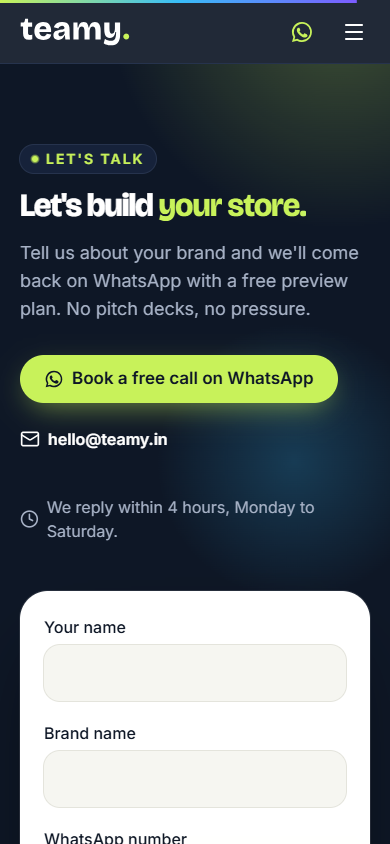 teamy.
LET'S TALK
Let's build your store.
Tell us about your brand and we'll come
back on WhatsApp with a free preview
plan. No pitch decks, no pressure.
Book a free call on WhatsApp
hello@teamy.in
We reply within 4 hours, Monday to
Saturday.
Your name
Brand name
WhatsApp number